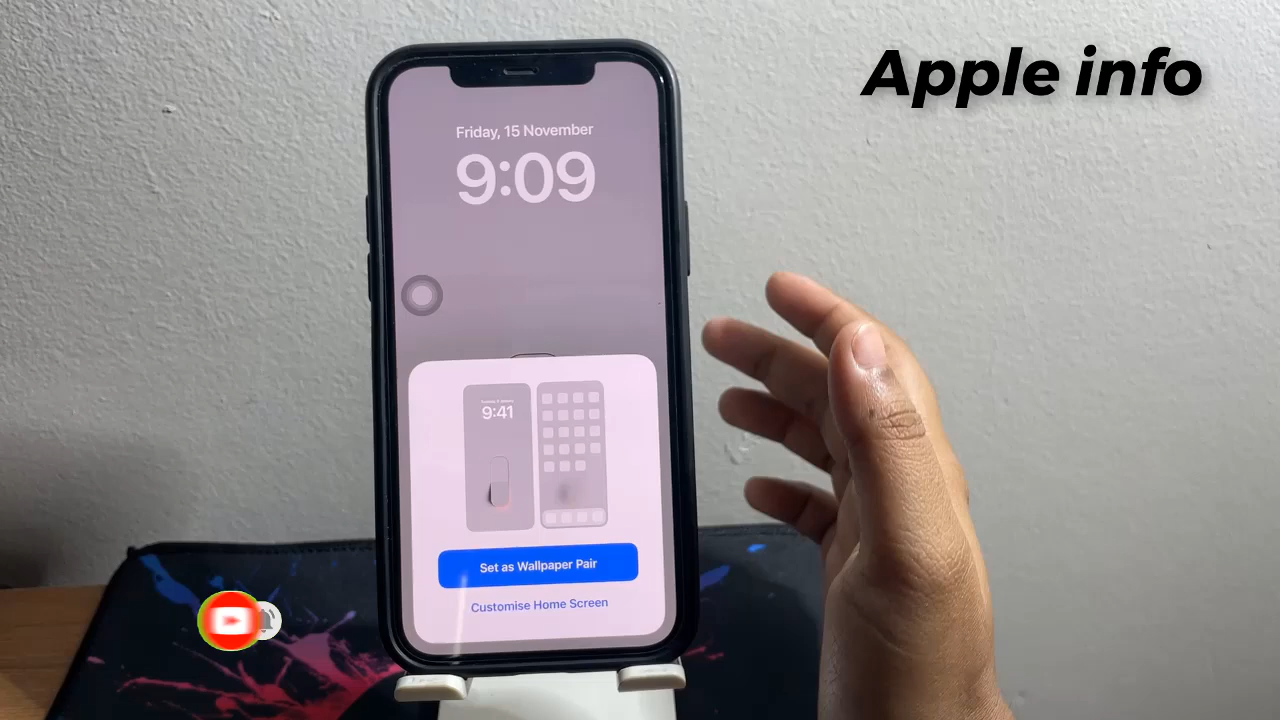 Apple info
Friday, 15 November
9:09
9:41
Set as Wallpaper Pair
Customise Home Screen